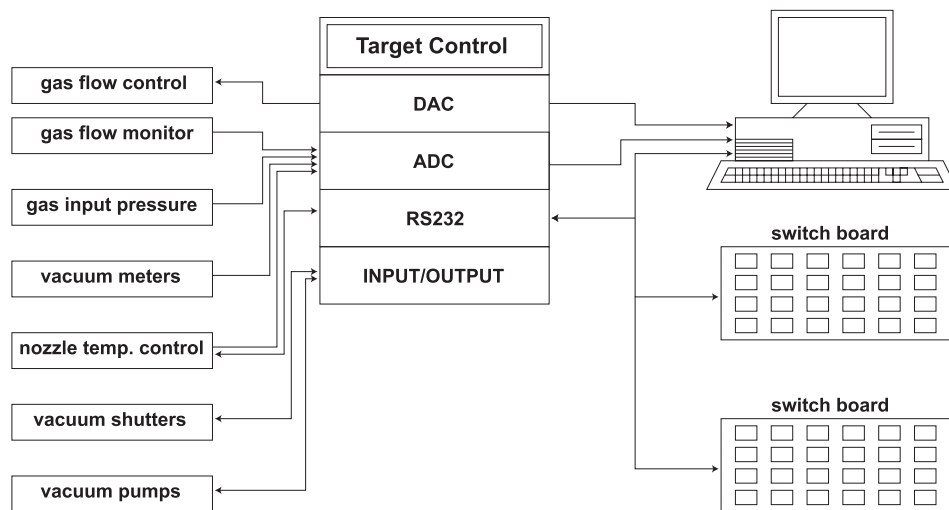 Target Control
DAC
ADC
RS232
INPUT/OUTPUT
gas flow control
gas flow monitor
gas input pressure
vacuum meters
nozzle temp. control
vacuum shutters
vacuum pumps
switch board
switch board